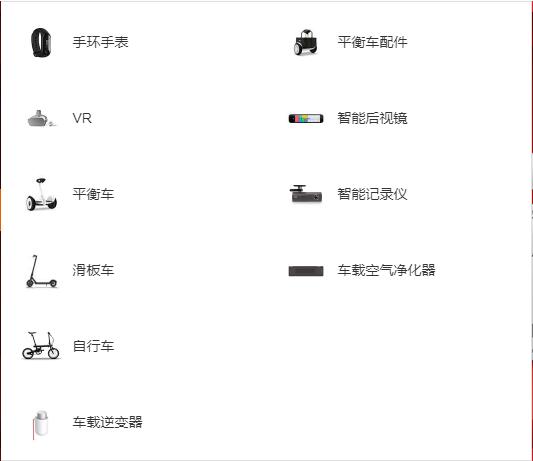 手环手表
VR
平衡车
滑板车
自行车
车载逆变器
平衡车配件
智能后视镜
智能记录仪
车载空气净化器